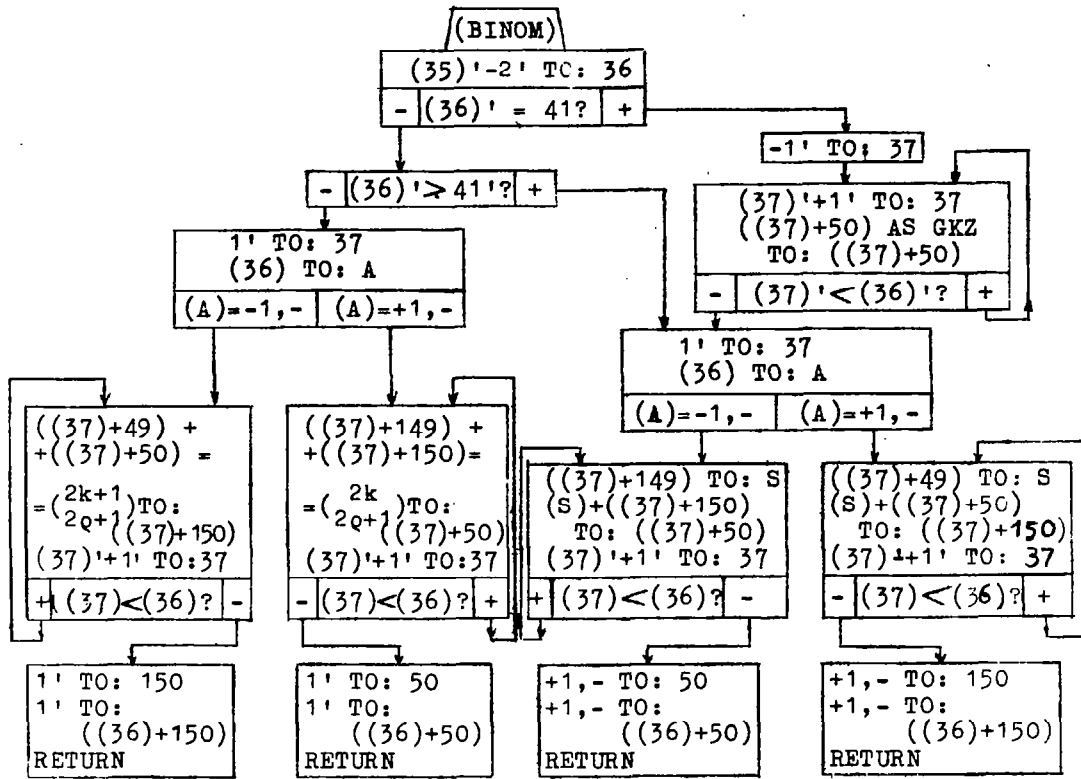 (BINOM)
(35)'-2' TO: 36
- (36)' = 41? +
-1' TO: 37
- (36)'⩾41'? +
(37)'+1' TO: 37
((37)+50) AS GKZ
TO: ((37)+50)
- (37)'<(36)'? +
1' TO: 37
(36) TO: A
(A)=-1,- (A)=+1,-
1' TO: 37
(36) TO: A
(A)=-1,- (A)=+1,-
((37)+49) +
+((37)+50) =
=(2k+1
2ϱ+1)TO:
((37)+150)
(37)'+1' TO:37
+ (37)<(36)? -
((37)+149) +
+((37)+150)=
=(2k
2ϱ+1)TO:
((37)+50)
(37)'+1' TO:37
- (37)<(36)? +
((37)+149) TO: S
(S)+((37)+150)
TO: ((37)+50)
(37)'+1' TO: 37
+ (37)<(36)? -
((37)+49) TO: S
(S)+((37)+50)
TO: ((37)+150)
(37)'+1' TO: 37
- (37)<(36)? +
1' TO: 150
1' TO:
((36)+150)
RETURN
1' TO: 50
1' TO:
((36)+50)
RETURN
+1,- TO: 50
+1,- TO:
((36)+50)
RETURN
+1,- TO: 150
+1,- TO:
((36)+150)
RETURN